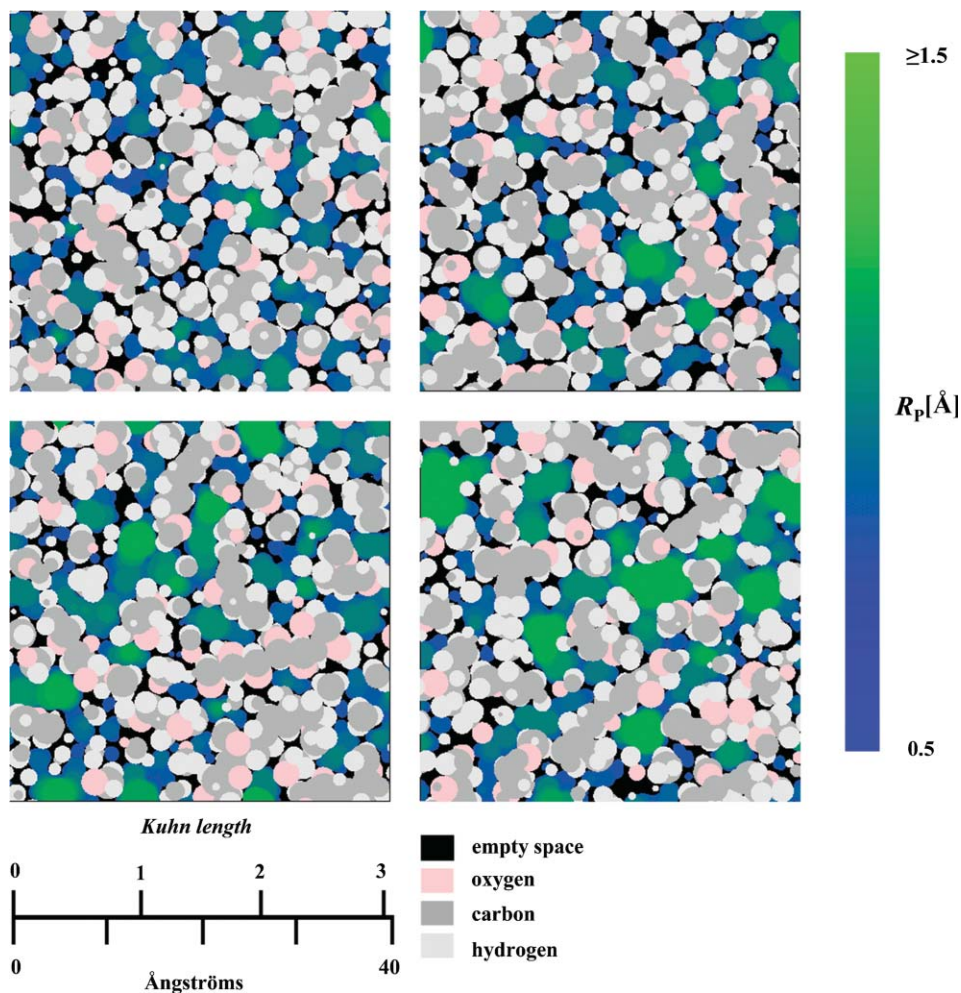 ≥1.5
R_P[Å]
0.5
Kuhn length
0 1 2 3
0 40
Ångströms
empty space
oxygen
carbon
hydrogen